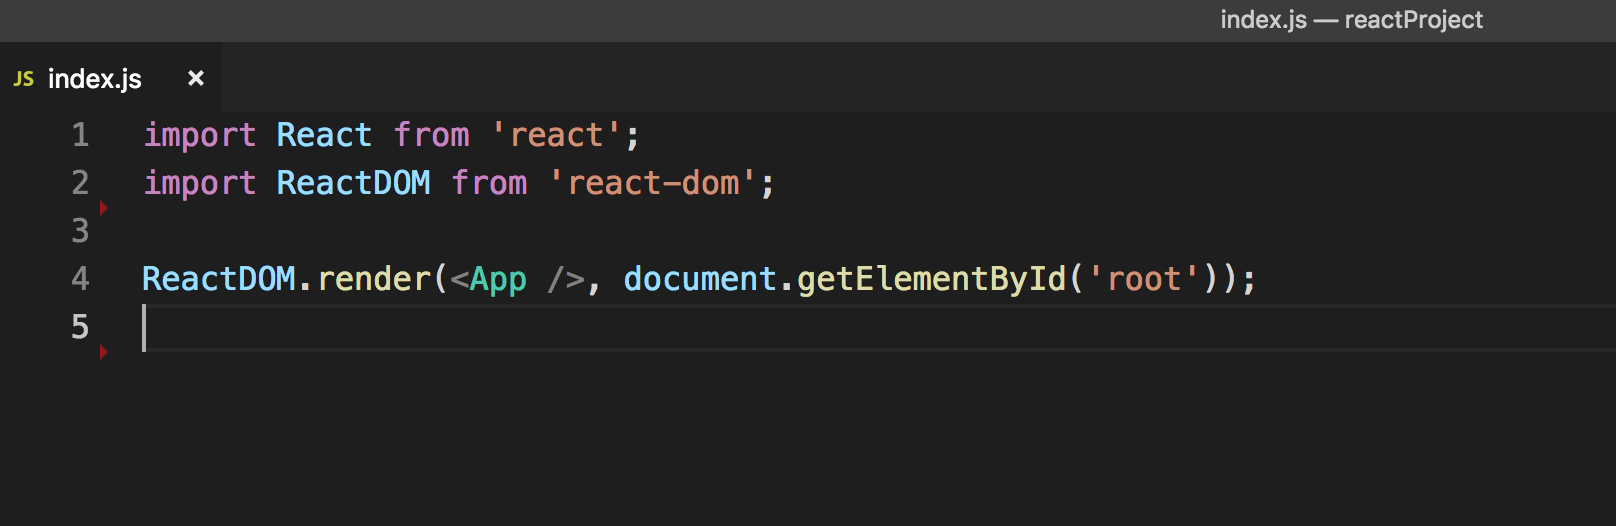 index.js — reactProject
JS index.js ×
1 import React from 'react';
2 import ReactDOM from 'react-dom';
3
4 ReactDOM.render(<App />, document.getElementById('root'));
5